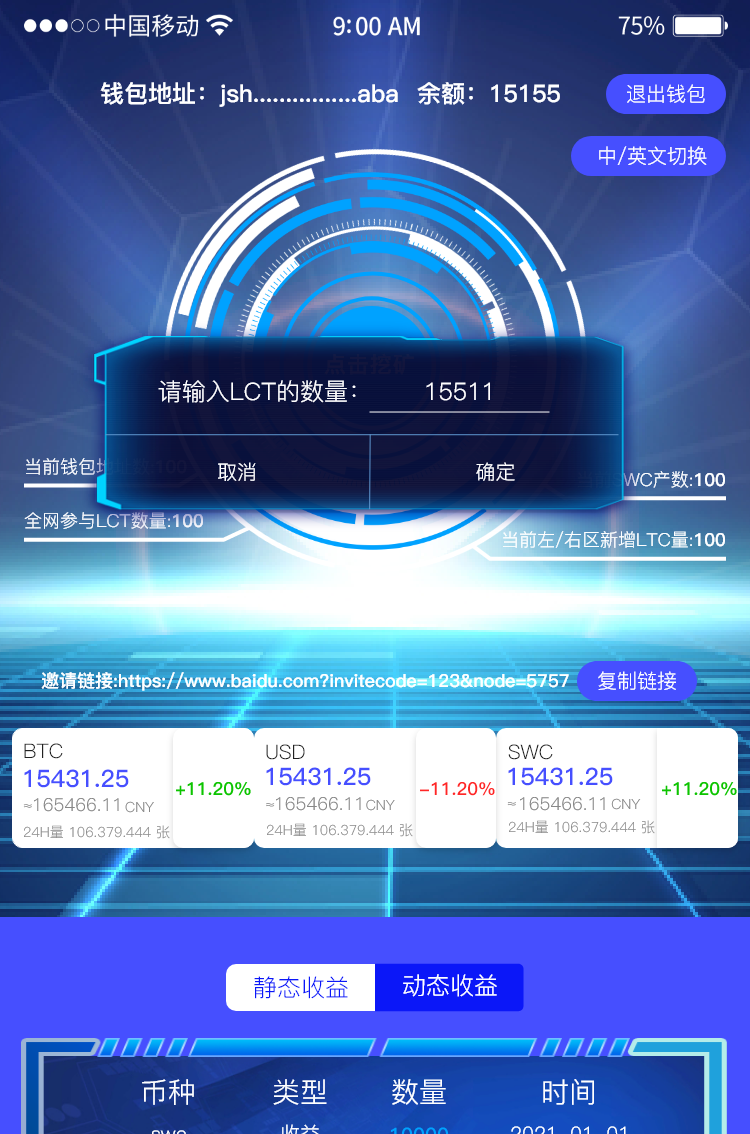 中国移动 9:00 AM 75%
钱包地址：jsh................aba 余额：15155 退出钱包
中/英文切换
点击挖矿
请输入LCT的数量： 15511
当前钱包地 数 100
取消 确定
WC产数:100
全网参与LCT数量:100
当前左/右区新增LTC量:100
邀请链接:https://www.baidu.com?invitecode=123&node=5757 复制链接
BTC
15431.25
≈165466.11 CNY
24H量 106.379.444 张
+11.20%
USD
15431.25
≈165466.11 CNY
24H量 106.379.444 张
-11.20%
SWC
15431.25
≈165466.11 CNY
24H量 106.379.444 张
+11.20%
静态收益 动态收益
币种 类型 数量 时间
swc 收益 10000 2021-01-01